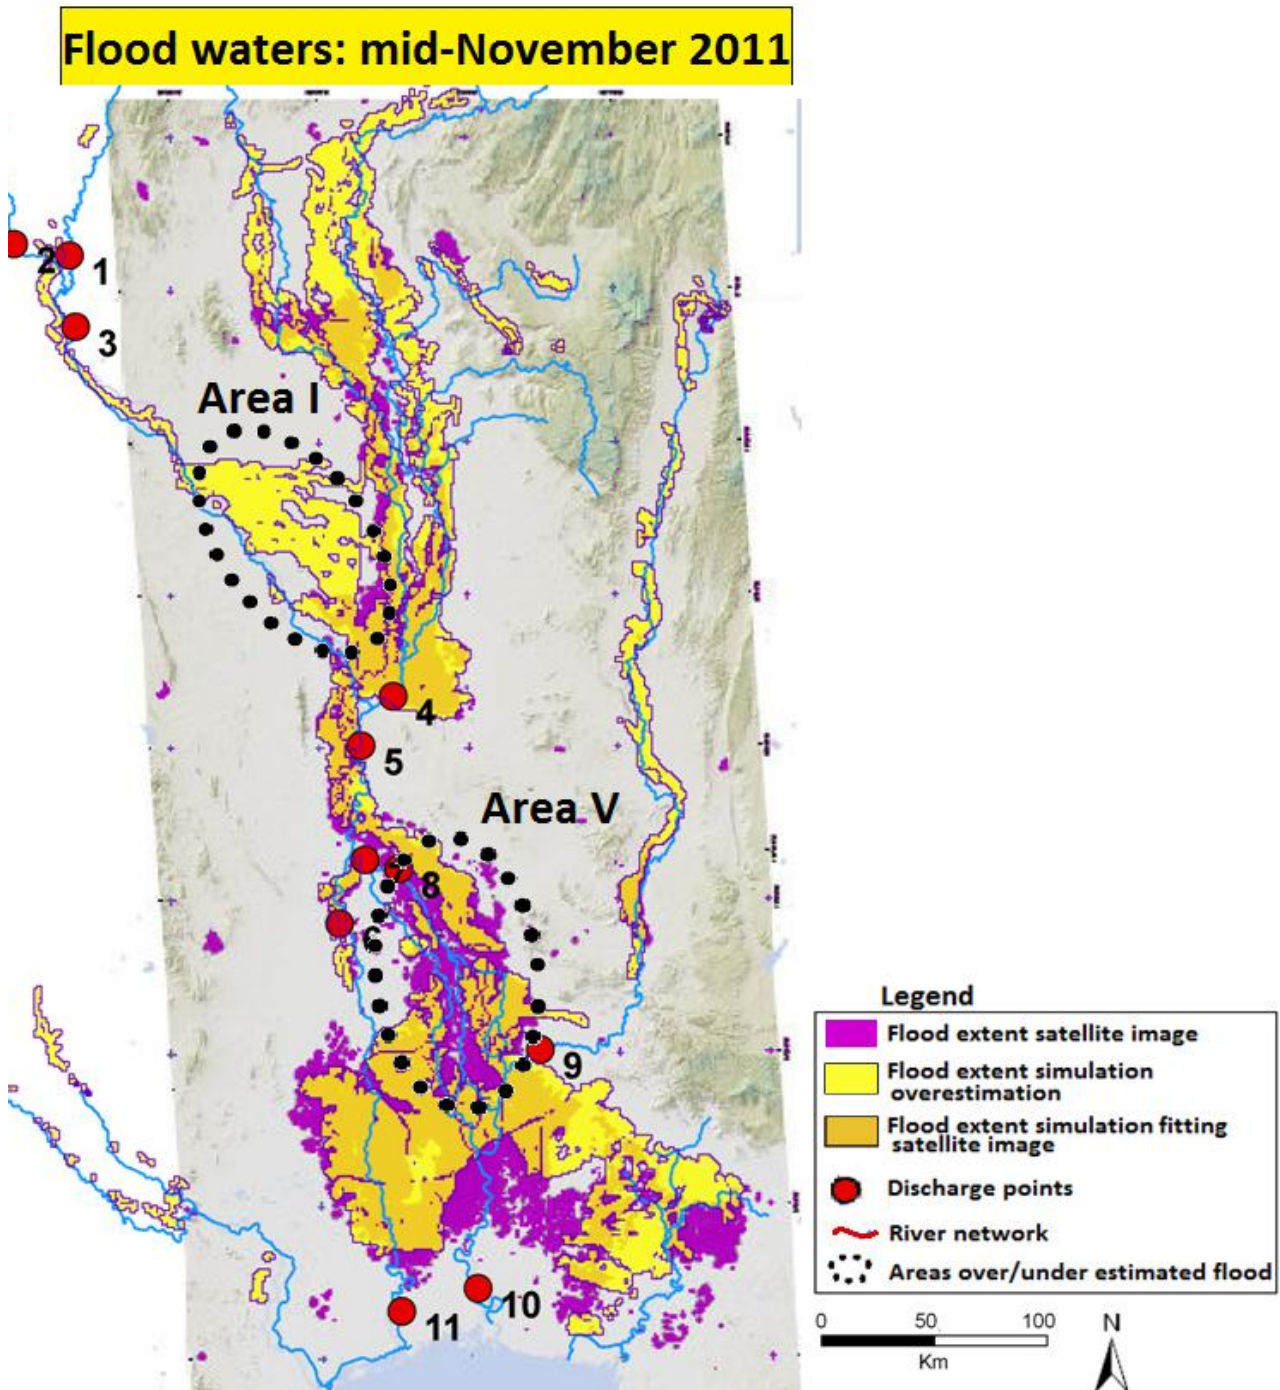 Flood waters: mid-November 2011
2
1
3
Area I
4
5
Area V
7
8
6
9
10
11
Legend
Flood extent satellite image
Flood extent simulation
overestimation
Flood extent simulation fitting
satellite image
Discharge points
River network
Areas over/under estimated flood
0 50 100
Km
N